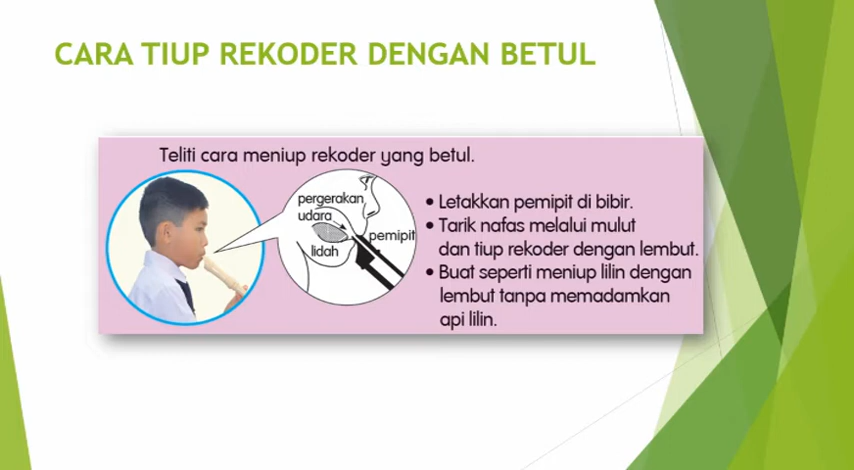 CARA TIUP REKODER DENGAN BETUL
Teliti cara meniup rekoder yang betul.
pergerakan
udara
pemipit
lidah
• Letakkan pemipit di bibir.
• Tarik nafas melalui mulut
dan tiup rekoder dengan lembut.
• Buat seperti meniup lilin dengan
lembut tanpa memadamkan
api lilin.